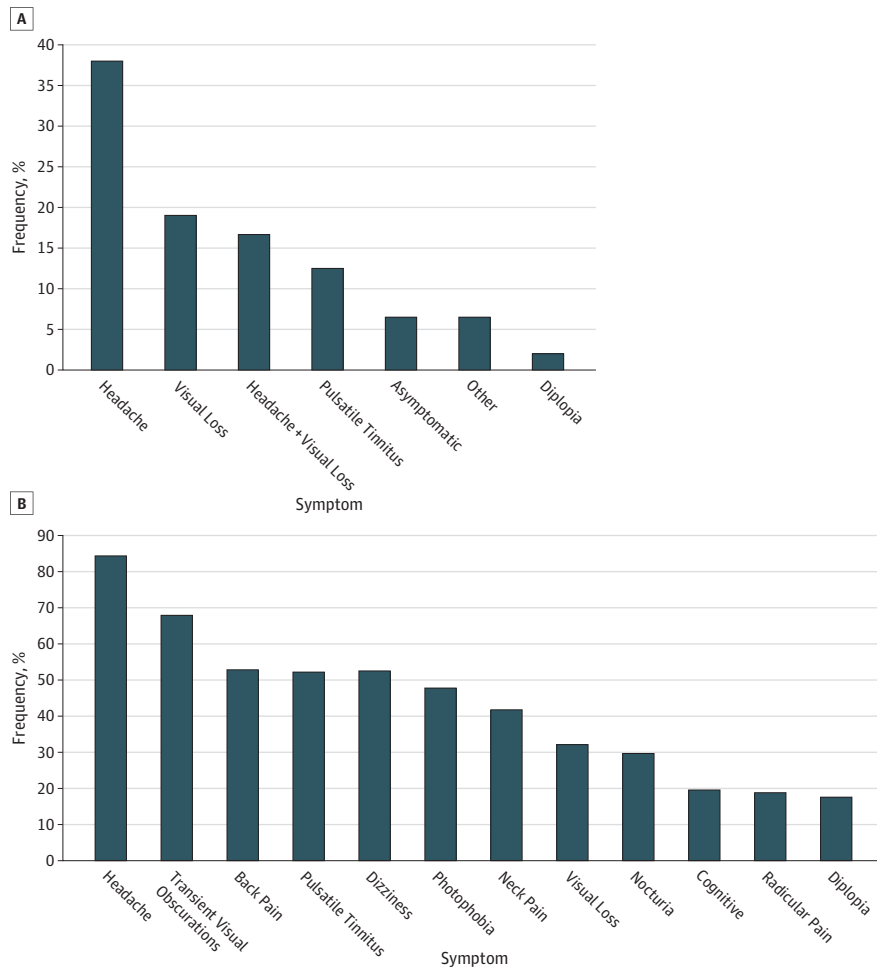 A
40
35
30
25
20
15
10
5
0
Frequency, %
Headache
Visual Loss
Headache + Visual Loss
Pulsatile Tinnitus
Asymptomatic
Other
Diplopia
Symptom
B
90
80
70
60
50
40
30
20
10
0
Frequency, %
Headache
Transient Visual
Obscurations
Back Pain
Pulsatile Tinnitus
Dizziness
Photophobia
Neck Pain
Visual Loss
Nocturia
Cognitive
Radicular Pain
Diplopia
Symptom